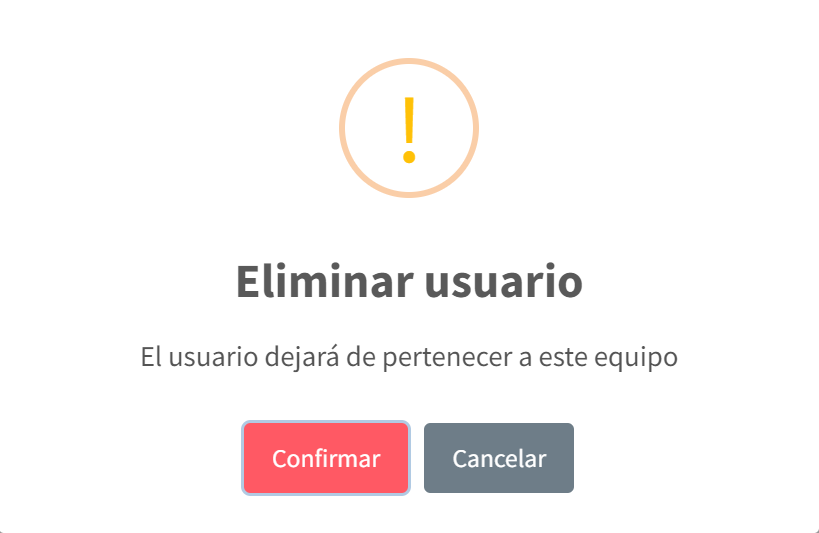 !
Eliminar usuario
El usuario dejará de pertenecer a este equipo
Confirmar Cancelar